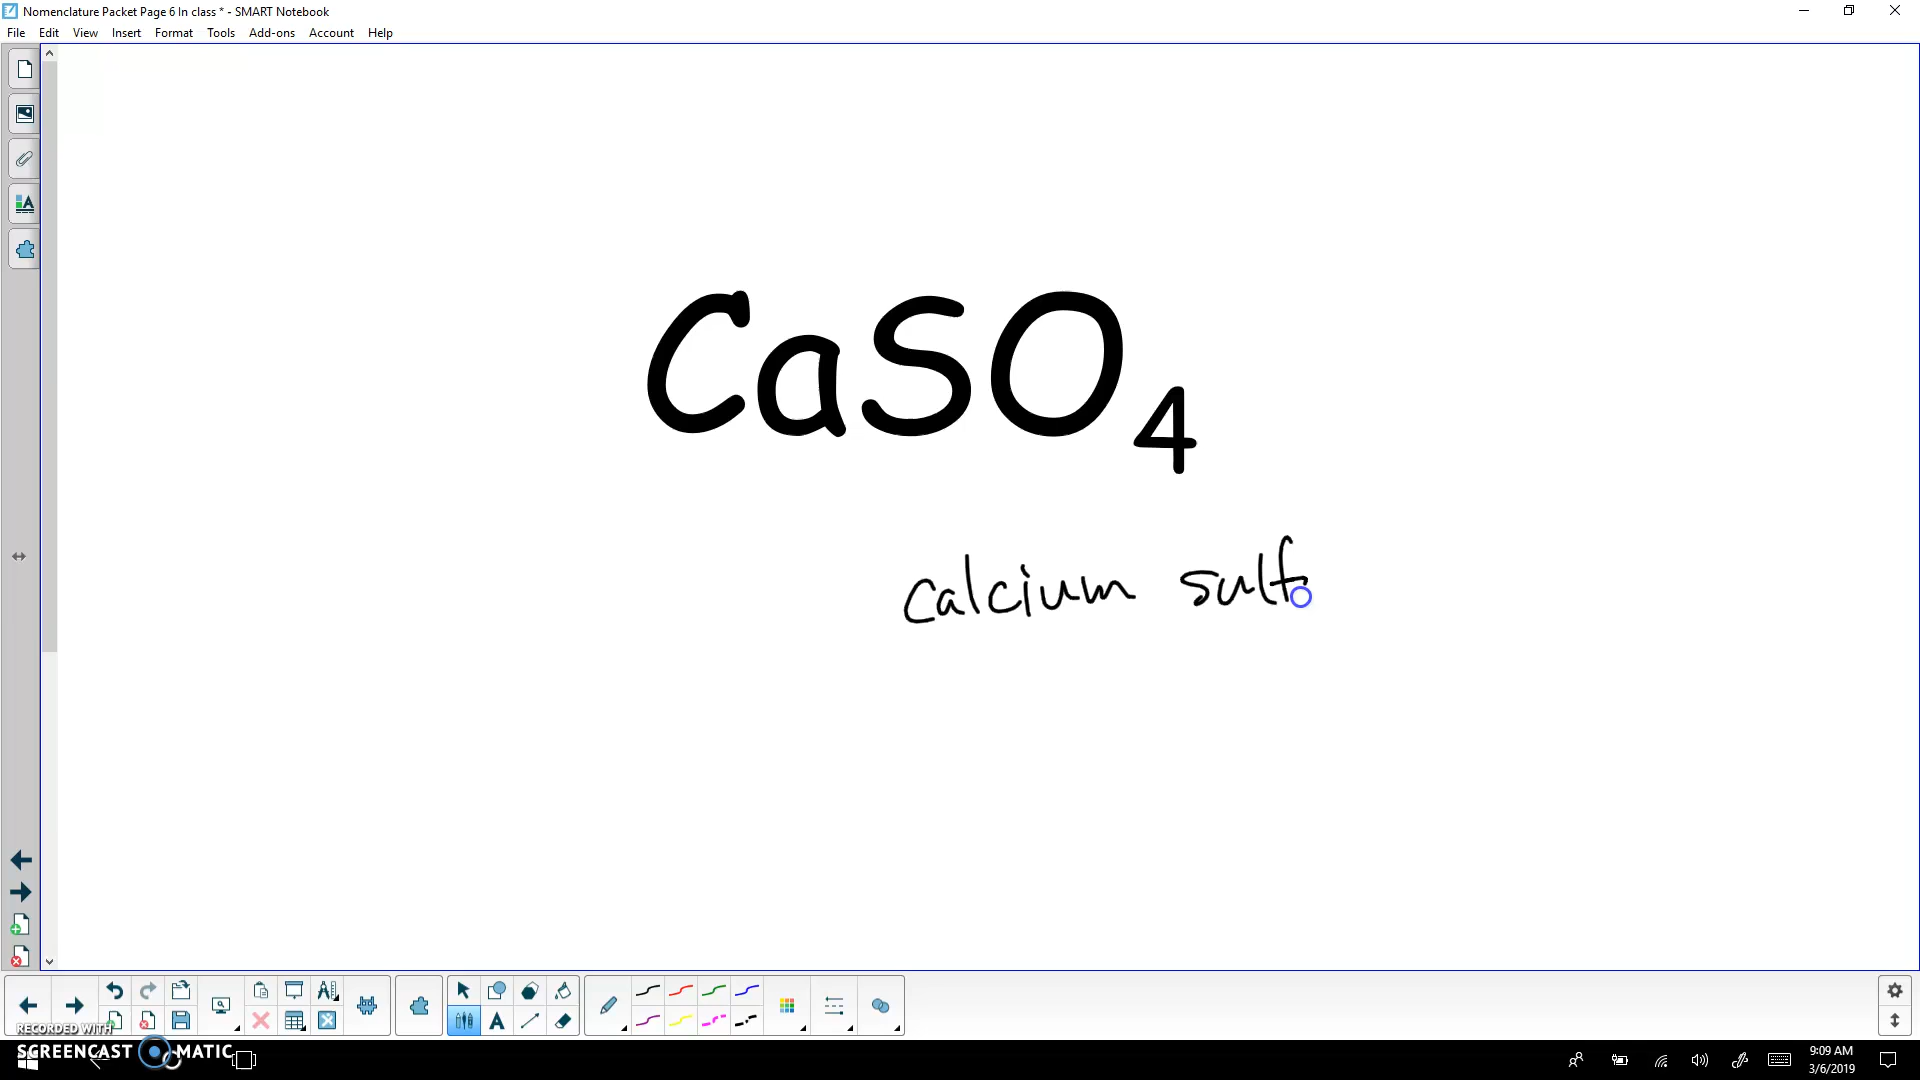 Nomenclature Packet Page 6 In class * - SMART Notebook
File Edit View Insert Format Tools Add-ons Account Help
CaSO₄
calcium sulf
RECORDED WITH
SCREENCAST MATIC
9:09 AM
3/6/2019